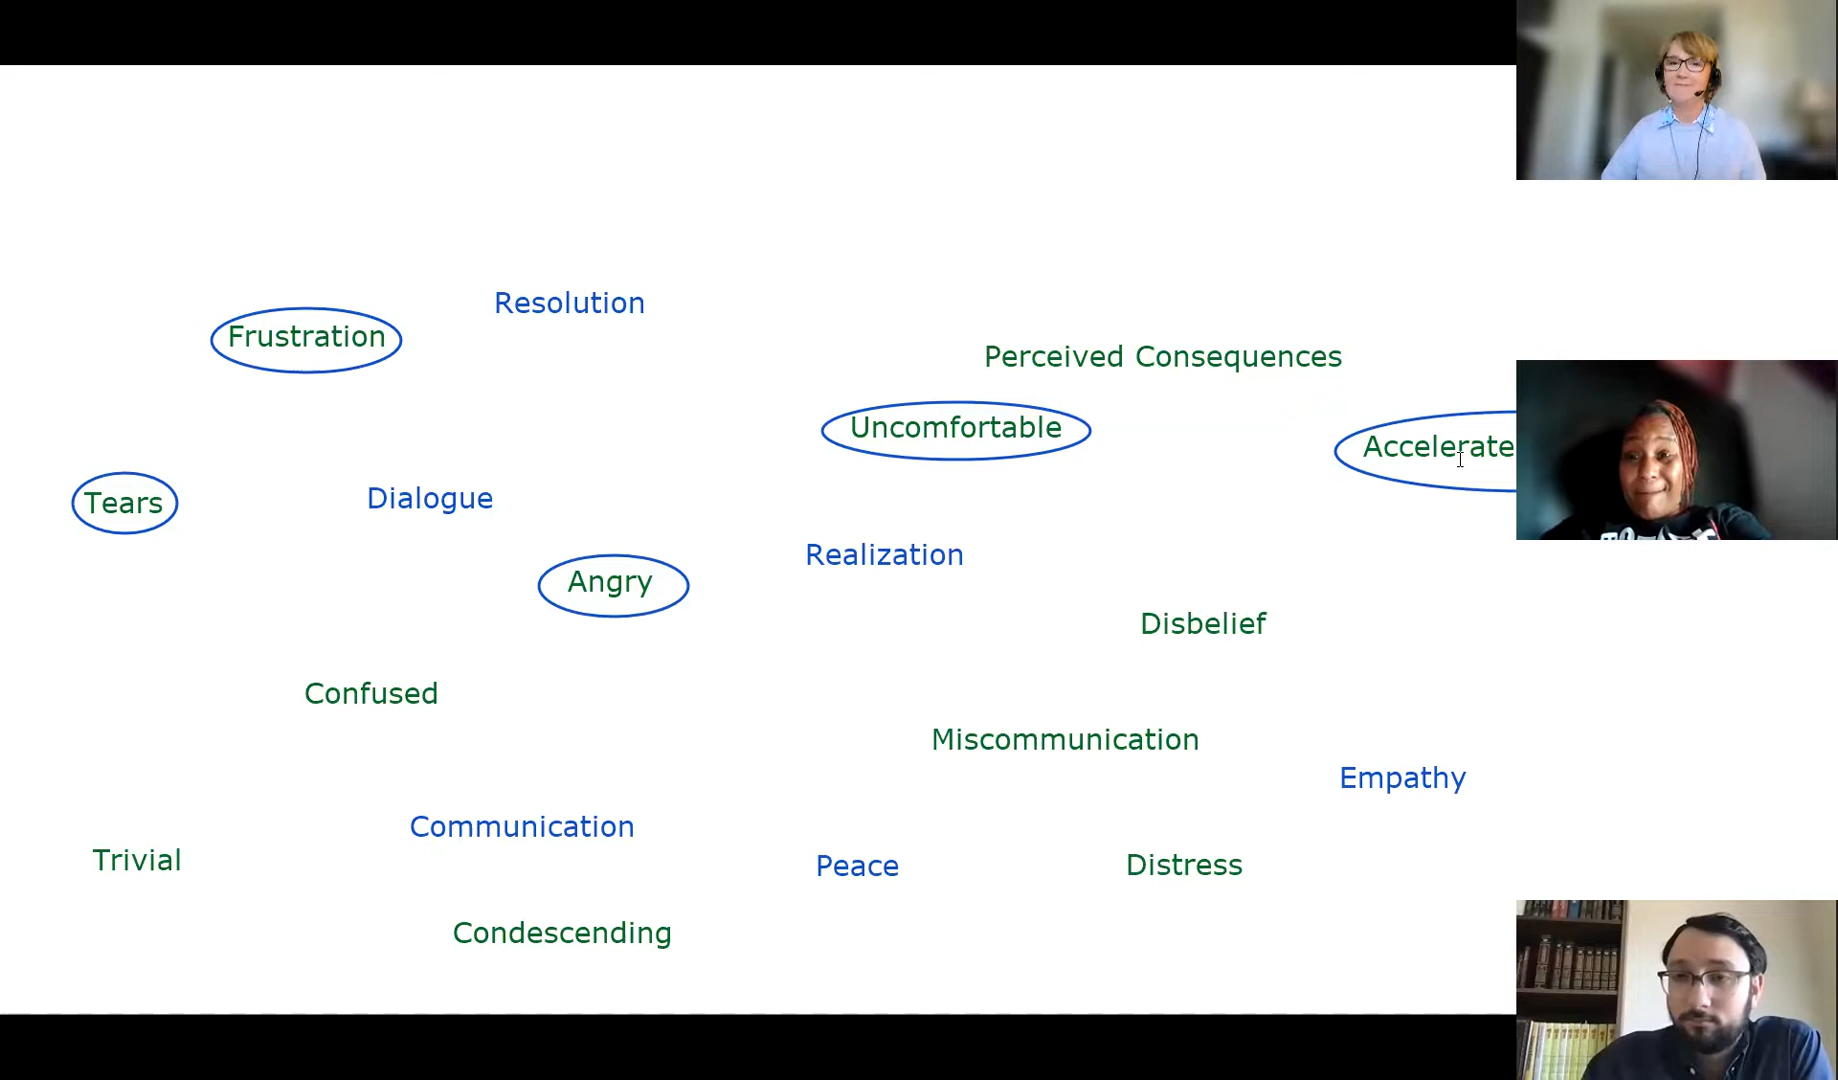 Resolution
Frustration
Perceived Consequences
Uncomfortable
Accelerate
Tears
Dialogue
Realization
Angry
Disbelief
Confused
Miscommunication
Empathy
Communication
Trivial
Peace
Distress
Condescending